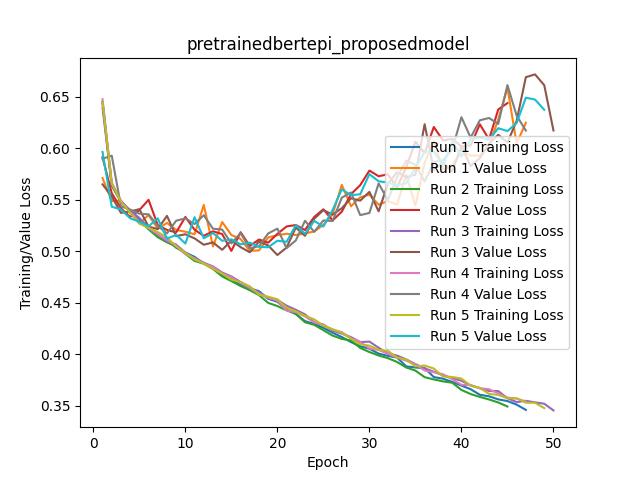 pretrainedbertepi_proposedmodel
Training/Value Loss
0.65
0.60
0.55
0.50
0.45
0.40
0.35
Run 1 Training Loss
Run 1 Value Loss
Run 2 Training Loss
Run 2 Value Loss
Run 3 Training Loss
Run 3 Value Loss
Run 4 Training Loss
Run 4 Value Loss
Run 5 Training Loss
Run 5 Value Loss
0 10 20 30 40 50
Epoch